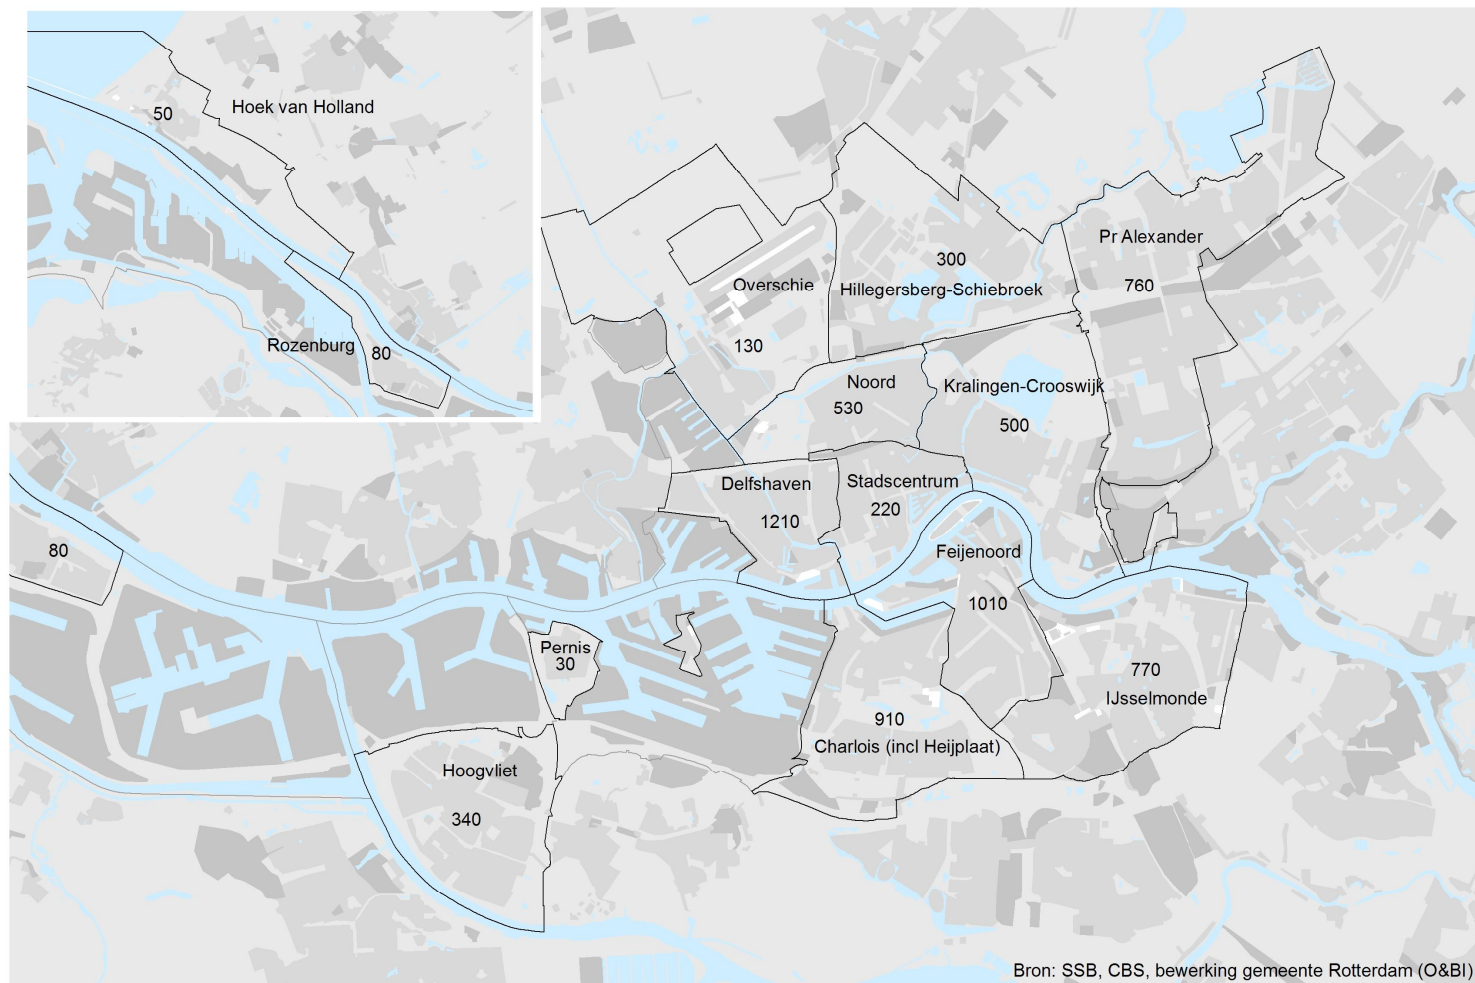 50
Hoek van Holland
Rozenburg
80
Pr Alexander
760
300
Hillegersberg-Schiebroek
Overschie
130
Noord
530
Kralingen-Crooswijk
500
Delfshaven
1210
Stadscentrum
220
Feijenoord
1010
80
Pernis
30
770
IJsselmonde
910
Charlois (incl Heijplaat)
Hoogvliet
340
Bron: SSB, CBS, bewerking gemeente Rotterdam (O&BI)